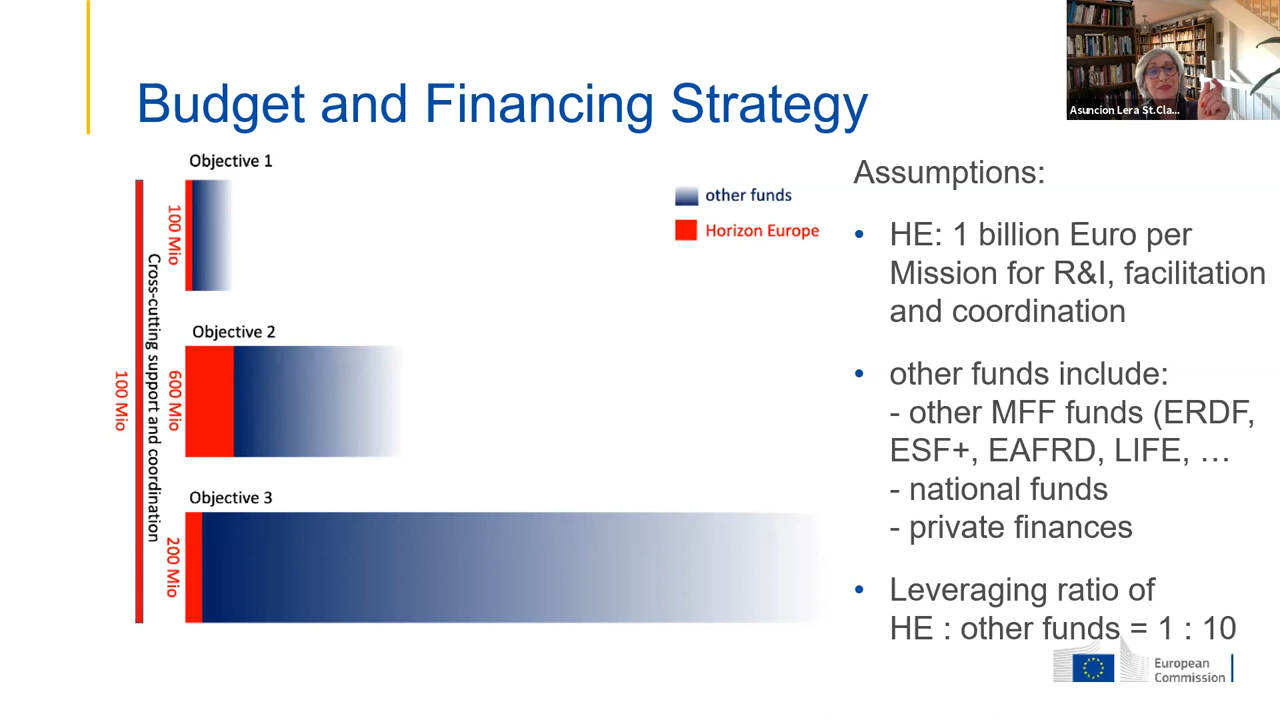 Budget and Financing Strategy
Asuncion Lera St.Cla...
Objective 1
100 Mio
other funds
Horizon Europe
Cross-cutting support and coordination
100 Mio
Objective 2
600 Mio
Objective 3
200 Mio
Assumptions:
• HE: 1 billion Euro per
Mission for R&I, facilitation
and coordination
• other funds include:
- other MFF funds (ERDF,
ESF+, EAFRD, LIFE, …
- national funds
- private finances
• Leveraging ratio of
HE : other funds = 1 : 10
European
Commission